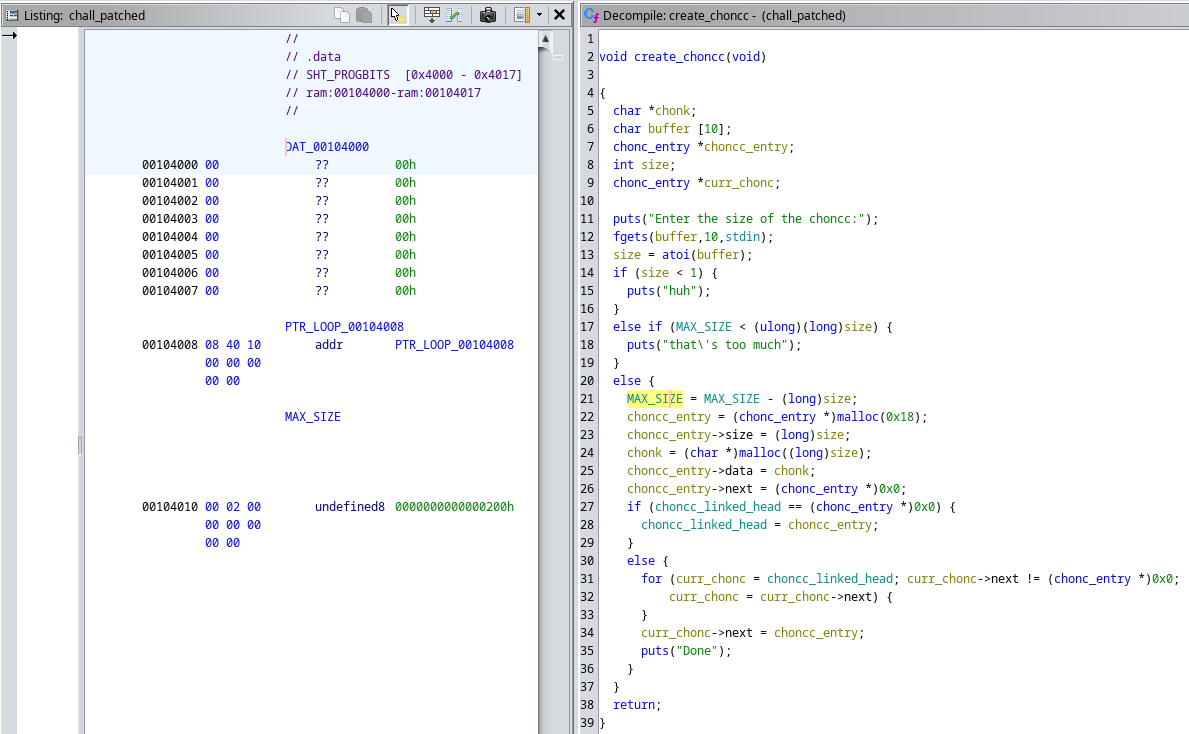 Listing: chall_patched
//
// .data
// SHT_PROGBITS  [0x4000 - 0x4017]
// ram:00104000-ram:00104017
//
DAT_00104000
00104000 00 ?? 00h
00104001 00 ?? 00h
00104002 00 ?? 00h
00104003 00 ?? 00h
00104004 00 ?? 00h
00104005 00 ?? 00h
00104006 00 ?? 00h
00104007 00 ?? 00h
PTR_LOOP_00104008
00104008 08 40 10 addr PTR_LOOP_00104008
00 00 00
00 00
MAX_SIZE
00104010 00 02 00 undefined8 0000000000000200h
00 00 00
00 00
Decompile: create_choncc - (chall_patched)
1
2 void create_choncc(void)
3
4 {
5   char *chonk;
6   char buffer [10];
7   chonc_entry *choncc_entry;
8   int size;
9   chonc_entry *curr_chonc;
10
11   puts("Enter the size of the choncc:");
12   fgets(buffer,10,stdin);
13   size = atoi(buffer);
14   if (size < 1) {
15     puts("huh");
16   }
17   else if (MAX_SIZE < (ulong)(long)size) {
18     puts("that\'s too much");
19   }
20   else {
21     MAX_SIZE = MAX_SIZE - (long)size;
22     choncc_entry = (chonc_entry *)malloc(0x18);
23     choncc_entry->size = (long)size;
24     chonk = (char *)malloc((long)size);
25     choncc_entry->data = chonk;
26     choncc_entry->next = (chonc_entry *)0x0;
27     if (choncc_linked_head == (chonc_entry *)0x0) {
28       choncc_linked_head = choncc_entry;
29     }
30     else {
31       for (curr_chonc = choncc_linked_head; curr_chonc->next != (chonc_entry *)0x0;
32           curr_chonc = curr_chonc->next) {
33       }
34       curr_chonc->next = choncc_entry;
35       puts("Done");
36     }
37   }
38   return;
39 }